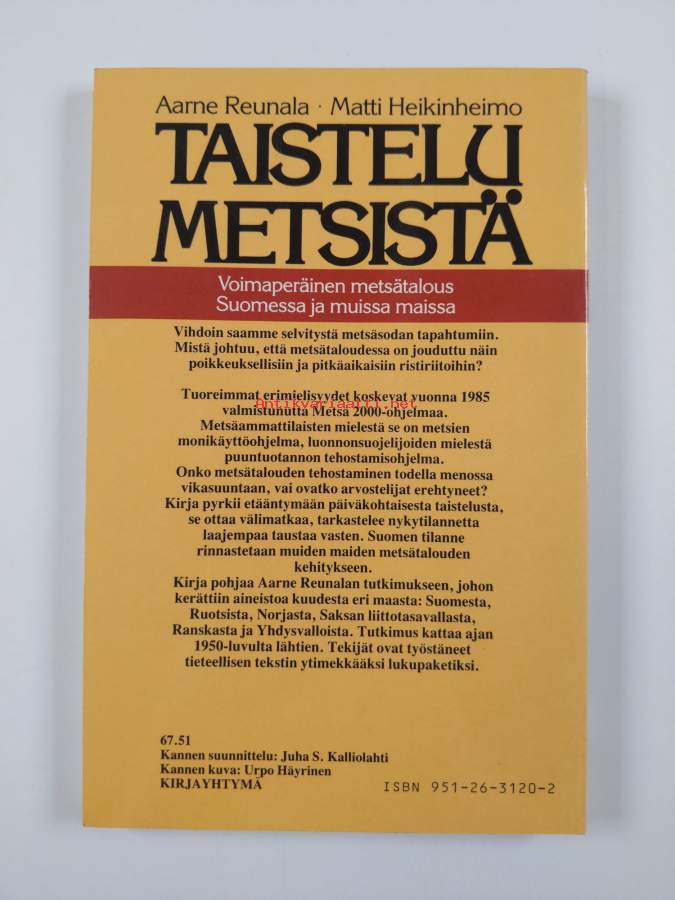 Aarne Reunala · Matti Heikinheimo
TAISTELU
METSISTÄ
Voimaperäinen metsätalous
Suomessa ja muissa maissa
Vihdoin saamme selvitystä metsäsodan tapahtumiin.
Mistä johtuu, että metsätaloudessa on jouduttu näin
poikkeuksellisiin ja pitkäaikaisiin ristiriitoihin?
Tuoreimmat erimielisyydet koskevat vuonna 1985
Antikvariaatti.net
valmistunutta Metsä 2000-ohjelmaa.
Metsäammattilaisten mielestä se on metsien
monikäyttöohjelma, luonnonsuojelijoiden mielestä
puuntuotannon tehostamisohjelma.
Onko metsätalouden tehostaminen todella menossa
vikasuuntaan, vai ovatko arvostelijat erehtyneet?
Kirja pyrkii etääntymään päiväkohtaisesta taistelusta,
se ottaa välimatkaa, tarkastelee nykytilannetta
laajempaa taustaa vasten. Suomen tilanne
rinnastetaan muiden maiden metsätalouden
kehitykseen.
Kirja pohjaa Aarne Reunalan tutkimukseen, johon
kerättiin aineistoa kuudesta eri maasta: Suomesta,
Ruotsista, Norjasta, Saksan liittotasavallasta,
Ranskasta ja Yhdysvalloista. Tutkimus kattaa ajan
1950-luvulta lähtien. Tekijät ovat työstäneet
tieteellisen tekstin ytimekkääksi lukupaketiksi.
67.51
Kannen suunnittelu: Juha S. Kalliolahti
Kannen kuva: Urpo Häyrinen
KIRJAYHTYMÄ
ISBN 951-26-3120-2